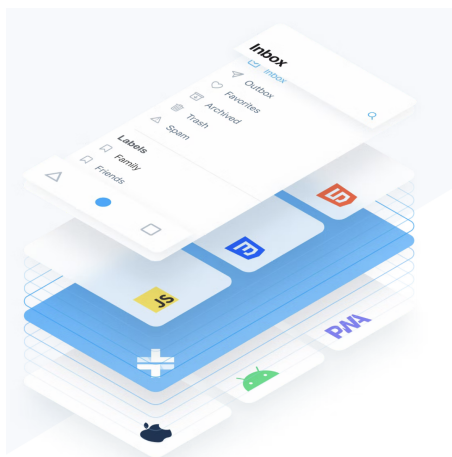 Inbox
Inbox
Outbox
Favorites
Archived
Trash
Spam
Labels
Family
Friends
JS
PWA